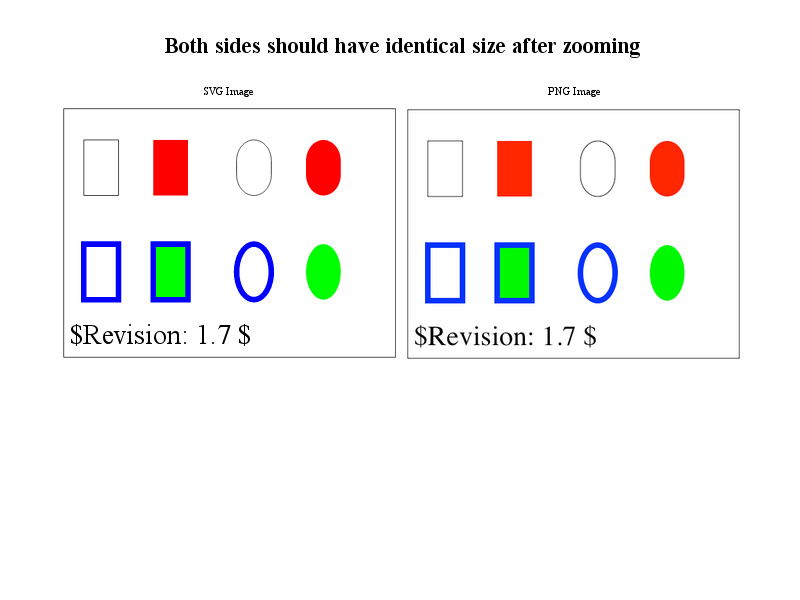 Both sides should have identical size after zooming
SVG Image
PNG Image
$Revision: 1.7 $
$Revision: 1.7 $